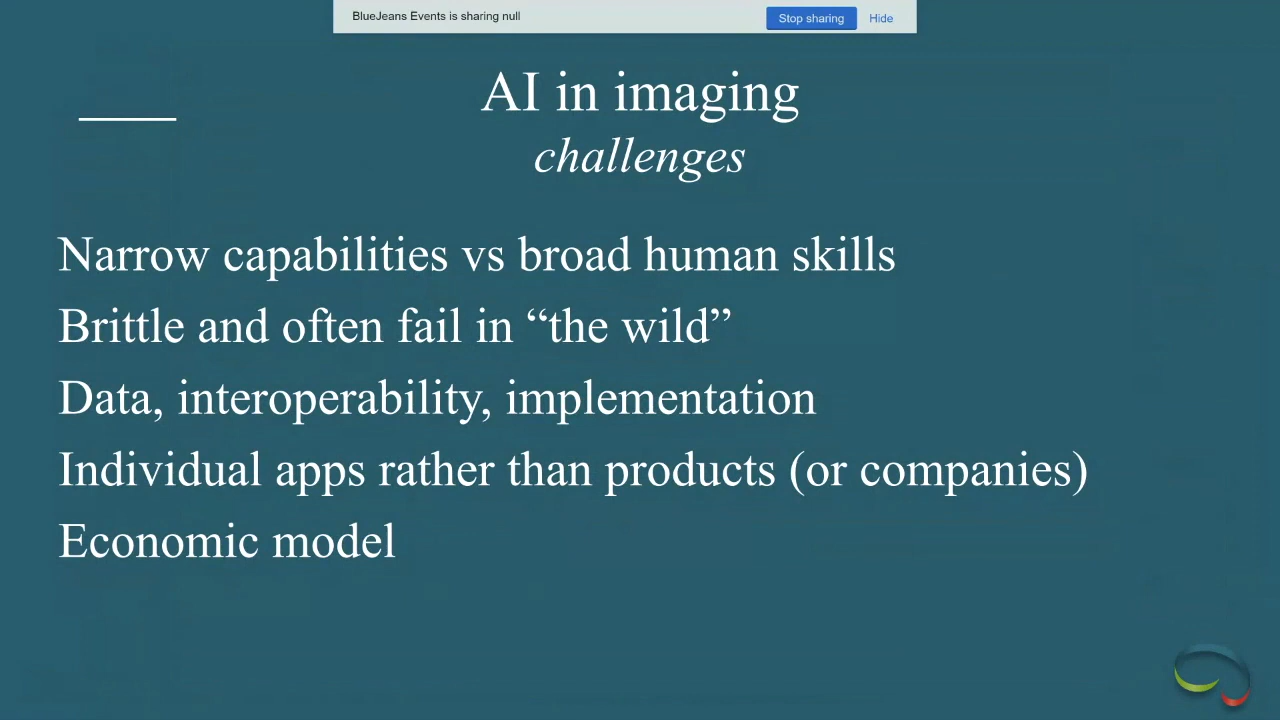 BlueJeans Events is sharing null
Stop sharing
Hide
AI in imaging
challenges
Narrow capabilities vs broad human skills
Brittle and often fail in “the wild”
Data, interoperability, implementation
Individual apps rather than products (or companies)
Economic model